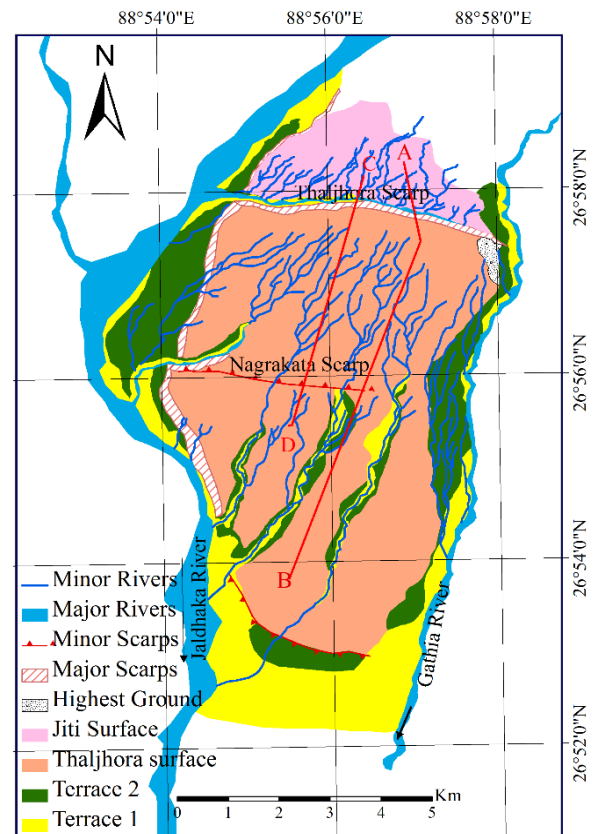 88°54'0"E 88°56'0"E 88°58'0"E
N
A
C
Thaljhora Scarp
26°58'0"N
Nagrakata Scarp
26°56'0"N
D
26°54'0"N
B
Jaldhaka River
Gathia River
26°52'0"N
Minor Rivers
Major Rivers
Minor Scarps
Major Scarps
Highest Ground
Jiti Surface
Thaljhora surface
Terrace 2
Terrace 1
Km
0 1 2 3 4 5